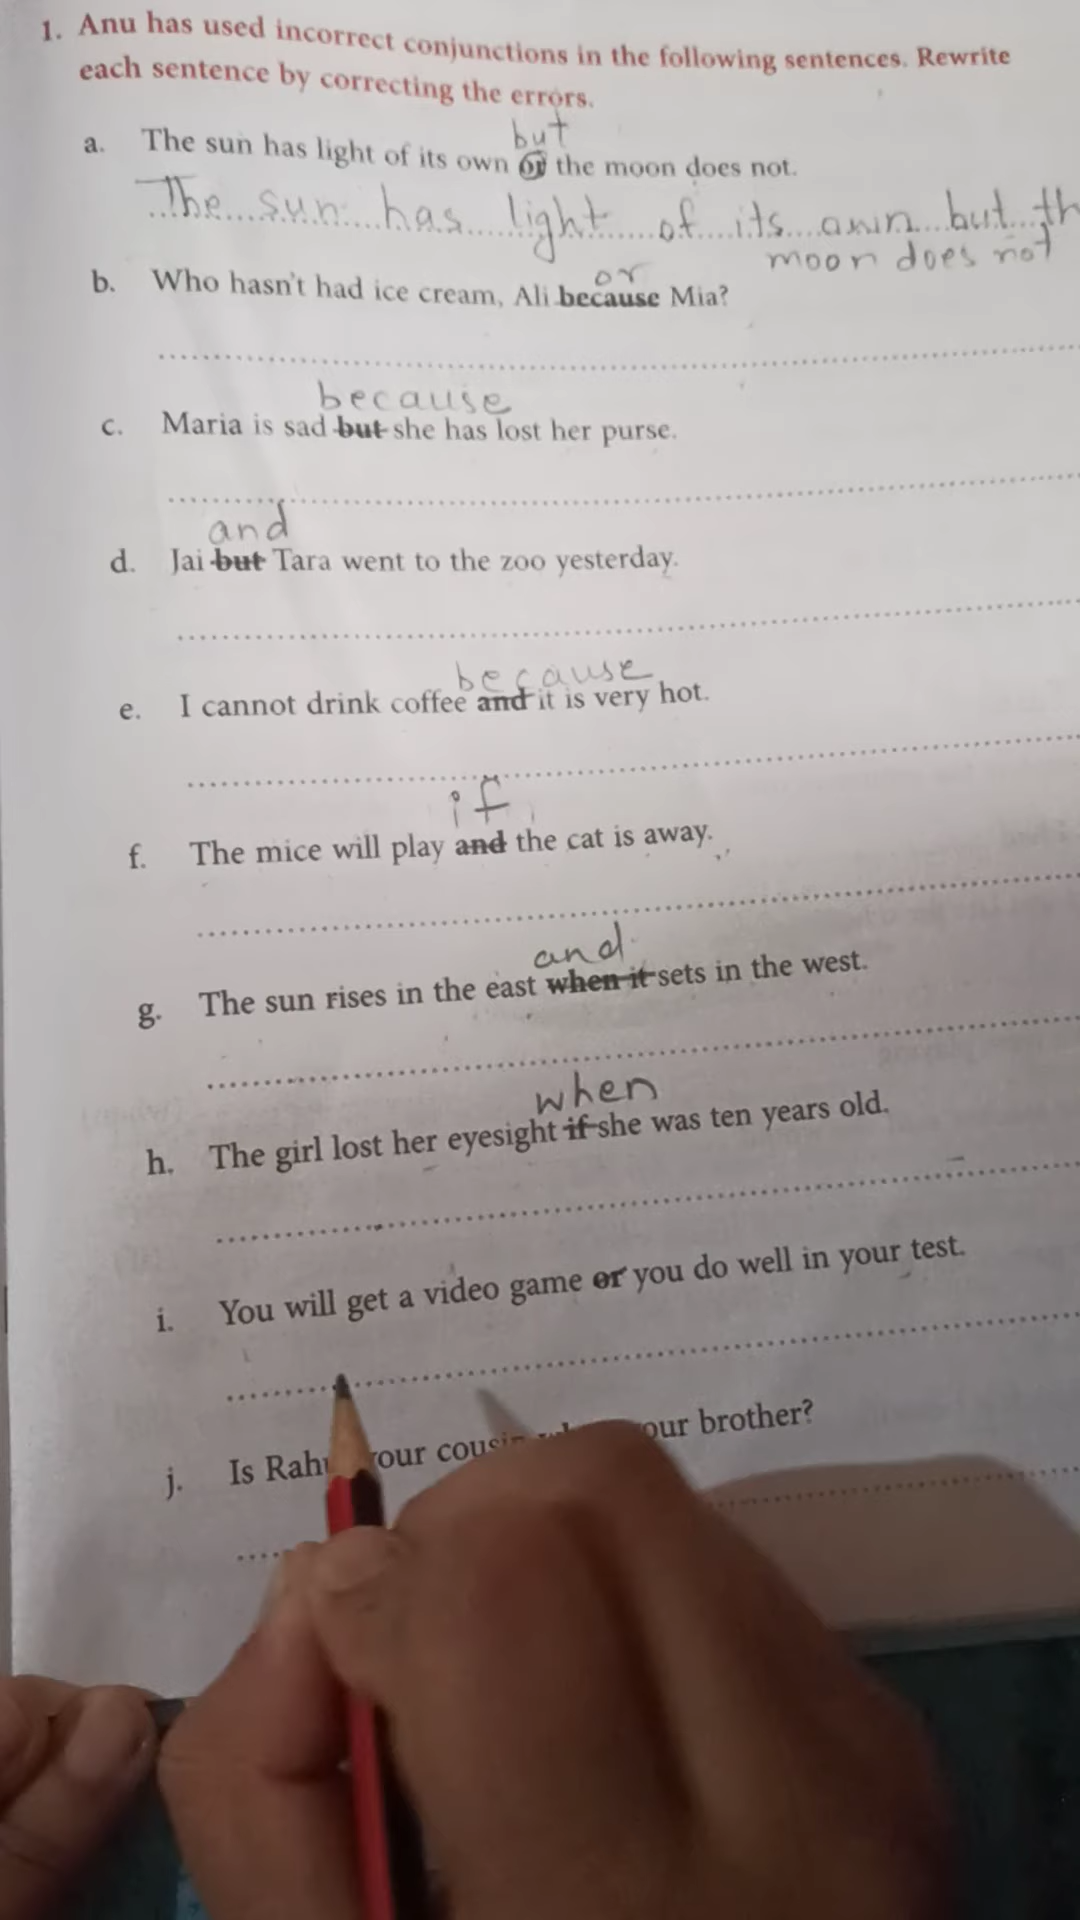 1. Anu has used incorrect conjunctions in the following sentences. Rewrite
each sentence by correcting the errors.
but
a. The sun has light of its own or the moon does not.
The sun has light of its own but th
moon does not
or
b. Who hasn't had ice cream, Ali because Mia?
because
c. Maria is sad but she has lost her purse.
and
d. Jai but Tara went to the zoo yesterday.
because
e. I cannot drink coffee and it is very hot.
if
f. The mice will play and the cat is away.
and
g. The sun rises in the east when it sets in the west.
when
h. The girl lost her eyesight if she was ten years old.
i. You will get a video game or you do well in your test.
j. Is brother?